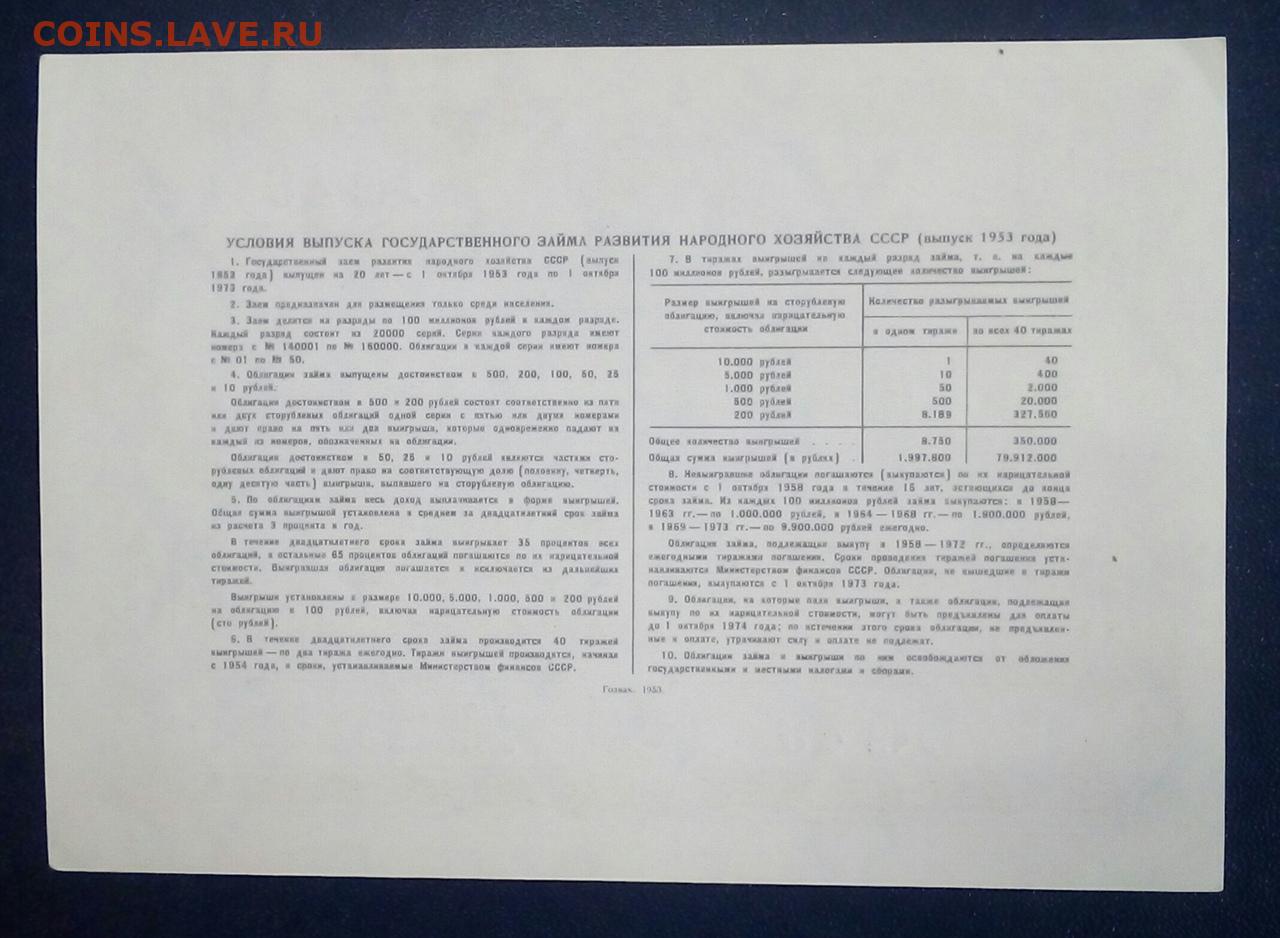 COINS.LAVE.RU
УСЛОВИЯ ВЫПУСКА ГОСУДАРСТВЕННОГО ЗАЙМА РАЗВИТИЯ НАРОДНОГО ХОЗЯЙСТВА СССР (выпуск 1953 года)
1. Государственный заем развития народного хозяйства СССР (выпуск
1953 года) выпущен на 20 лет — с 1 октября 1953 года по 1 октября
1973 года.
2. Заем предназначен для размещения только среди населения.
3. Заем делится на разряды по 100 миллионов рублей в каждом разряде.
Каждый разряд состоит из 20000 серий. Серии каждого разряда имеют
номера с № 140001 по № 160000. Облигации в каждой серии имеют номера
с № 01 по № 50.
4. Облигации займа выпущены достоинством в 500, 200, 100, 50, 25
и 10 рублей.
Облигации достоинством в 500 и 200 рублей состоят соответственно из пяти
или двух сторублевых облигаций одной серии с пятью или двумя номерами
и дают право на пять или два выигрыша, которые одновременно падают на
каждый из номеров, обозначенных на облигации.
Облигации достоинством в 50, 25 и 10 рублей являются частями сто-
рублевых облигаций и дают право на соответствующую долю (половину, четверть,
одну десятую часть) выигрыша, выпавшего на сторублевую облигацию.
5. По облигациям займа весь доход выплачивается в форме выигрышей.
Общая сумма выигрышей установлена в среднем за двадцатилетний срок займа
из расчета 3 процента в год.
В течение двадцатилетнего срока займа выигрывает 35 процентов всех
облигаций, а остальные 65 процентов облигаций погашаются по их нарицательной
стоимости. Выигравшая облигация погашается и исключается из дальнейших
тиражей.
Выигрыши установлены в размере 10.000, 5.000, 1.000, 500 и 200 рублей
на облигацию в 100 рублей, включая нарицательную стоимость облигации
(сто рублей).
6. В течение двадцатилетнего срока займа производится 40 тиражей
выигрышей — по два тиража ежегодно. Тиражи выигрышей производятся, начиная
с 1954 года, в сроки, устанавливаемые Министерством финансов СССР.
7. В тиражах выигрышей на каждый разряд займа, т. е. на каждые
100 миллионов рублей, разыгрывается следующее количество выигрышей:
Размер выигрышей на сторублевую облигацию, включая нарицательную стоимость облигации
Количество разыгрываемых выигрышей
в одном тираже во всех 40 тиражах
10.000 рублей 1 40
5.000 рублей 10 400
1.000 рублей 50 2.000
500 рублей 500 20.000
200 рублей 8.189 327.560
Общее количество выигрышей . . . . 8.750 350.000
Общая сумма выигрышей (в рублях) . 1.997.800 79.912.000
8. Невыигравшие облигации погашаются (выкупаются) по их нарицательной
стоимости с 1 октября 1958 года в течение 15 лет, остающихся до конца
срока займа. Из каждых 100 миллионов рублей займа выкупаются: в 1958 —
1963 гг. — по 1.000.000 рублей, в 1964 — 1968 гг. — по 1.900.000 рублей,
в 1969 — 1973 гг. — по 9.900.000 рублей ежегодно.
Облигации займа, подлежащие выкупу в 1958 — 1972 гг., определяются
ежегодными тиражами погашения. Сроки проведения тиражей погашения уста-
навливаются Министерством финансов СССР. Облигации, не вышедшие в тиражи
погашения, выкупаются с 1 октября 1973 года.
9. Облигации, на которые пали выигрыши, а также облигации, подлежащие
выкупу по их нарицательной стоимости, могут быть предъявлены для оплаты
до 1 октября 1974 года; по истечении этого срока облигации, не предъявлен-
ные к оплате, утрачивают силу и оплате не подлежат.
10. Облигации займа и выигрыши по ним освобождаются от обложения
государственными и местными налогами и сборами.
Гознак. 1953.